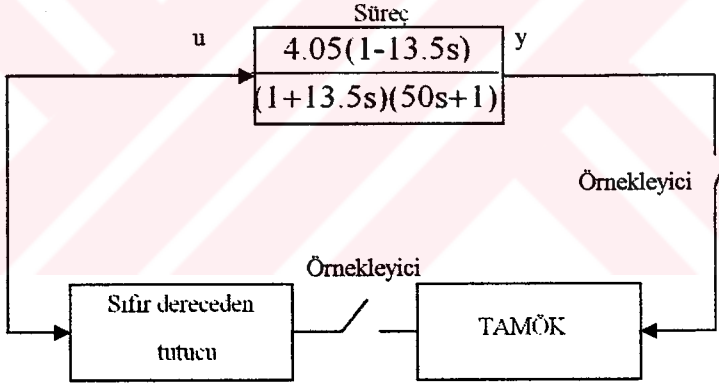 Süreç
u
4.05(1-13.5s)
(1+13.5s)(50s+1)
y
Örnekleyici
Örnekleyici
Sıfır dereceden
tutucu
TAMÖK